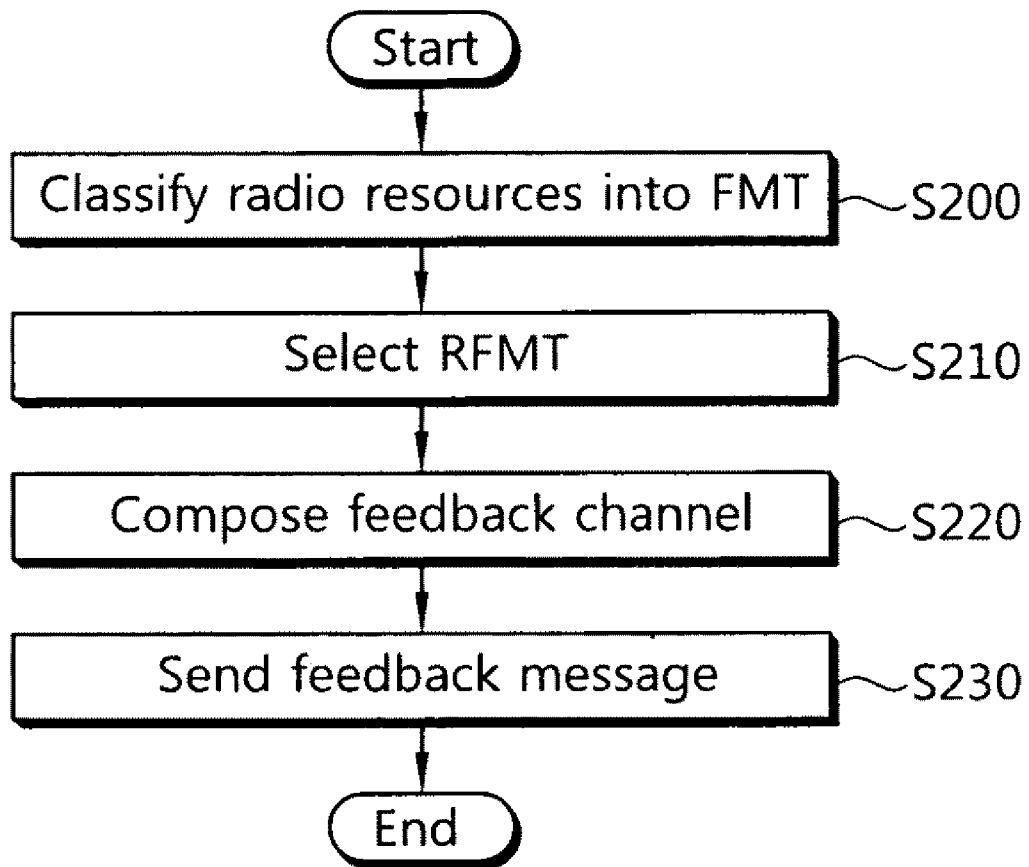 Start
Classify radio resources into FMT
S200
Select RFMT
S210
Compose feedback channel
S220
Send feedback message
S230
End